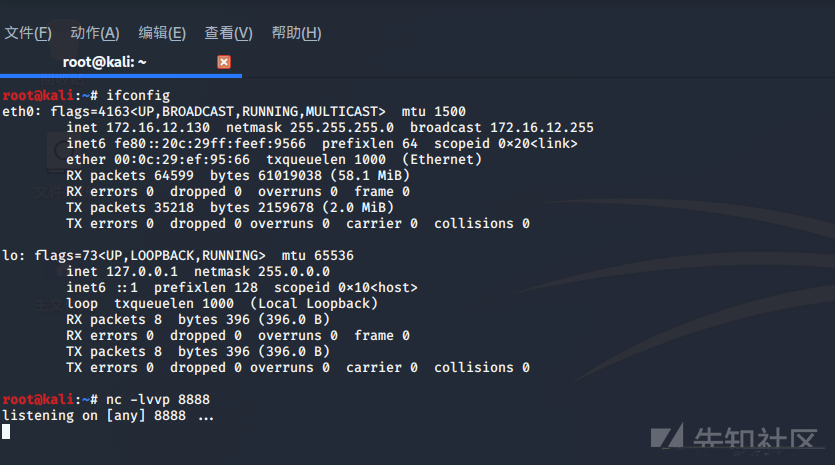 文件(F) 动作(A) 编辑(E) 查看(V) 帮助(H)
root@kali: ~
root@kali:~# ifconfig
eth0: flags=4163<UP,BROADCAST,RUNNING,MULTICAST>  mtu 1500
        inet 172.16.12.130  netmask 255.255.255.0  broadcast 172.16.12.255
        inet6 fe80::20c:29ff:feef:9566  prefixlen 64  scopeid 0×20<link>
        ether 00:0c:29:ef:95:66  txqueuelen 1000  (Ethernet)
        RX packets 64599  bytes 61019038 (58.1 MiB)
        RX errors 0  dropped 0  overruns 0  frame 0
        TX packets 35218  bytes 2159678 (2.0 MiB)
        TX errors 0  dropped 0 overruns 0  carrier 0  collisions 0
lo: flags=73<UP,LOOPBACK,RUNNING>  mtu 65536
        inet 127.0.0.1  netmask 255.0.0.0
        inet6 ::1  prefixlen 128  scopeid 0×10<host>
        loop  txqueuelen 1000  (Local Loopback)
        RX packets 8  bytes 396 (396.0 B)
        RX errors 0  dropped 0  overruns 0  frame 0
        TX packets 8  bytes 396 (396.0 B)
        TX errors 0  dropped 0 overruns 0  carrier 0  collisions 0
root@kali:~# nc -lvvp 8888
listening on [any] 8888 ...
先知社区